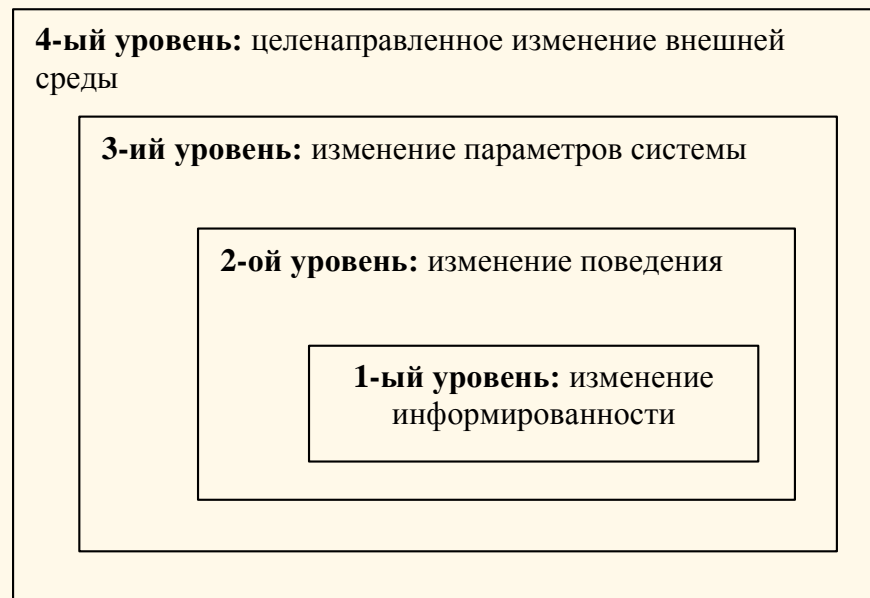 4-ый уровень: целенаправленное изменение внешней
среды
3-ий уровень: изменение параметров системы
2-ой уровень: изменение поведения
1-ый уровень: изменение
информированности